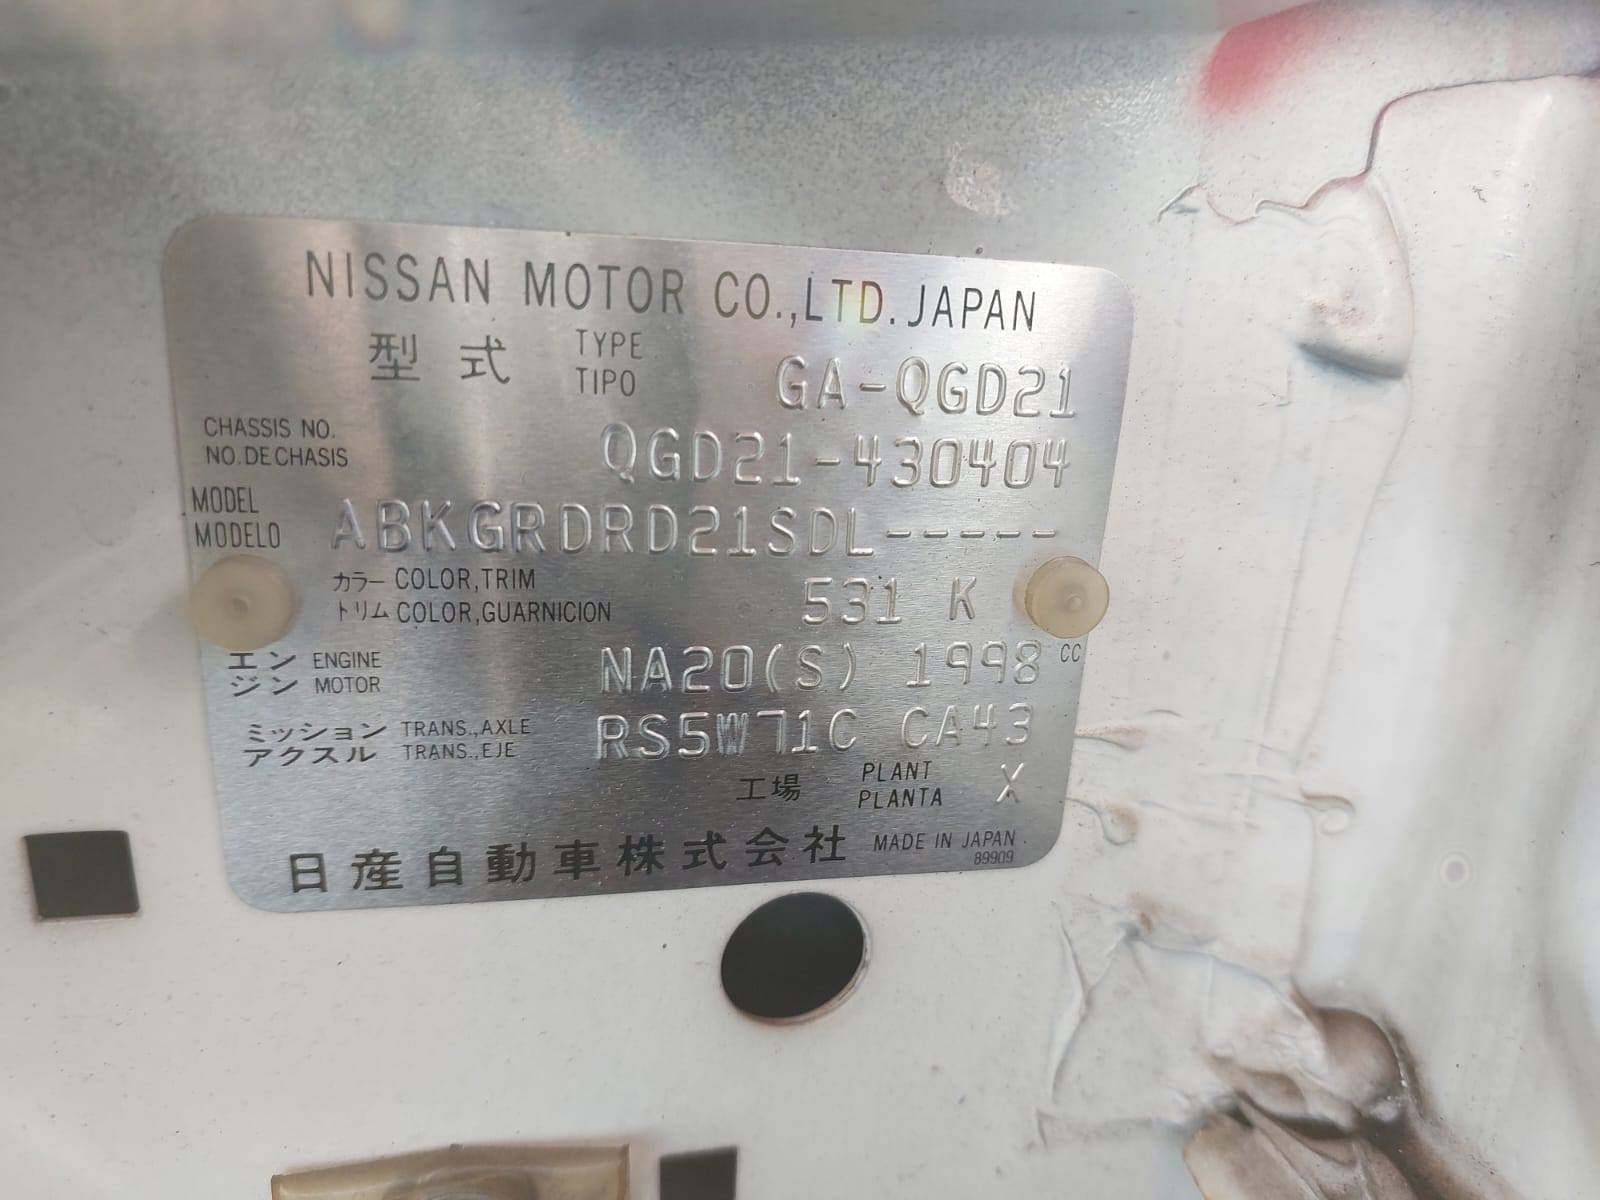 NISSAN MOTOR CO.,LTD. JAPAN
型 式 TYPE GA-QGD21
TIPO
CHASSIS NO. QGD21-430404
NO. DE CHASIS
MODEL ABKGRDRD21SDL-----
MODELO
カラー COLOR,TRIM 531 K
トリム COLOR,GUARNICION
エン ENGINE NA20(S) 1998 CC
ジン MOTOR
ミッション TRANS.,AXLE RS5W71C CA43
アクスル TRANS.,EJE
工場 PLANT X
PLANTA
日産自動車株式会社 MADE IN JAPAN
89909